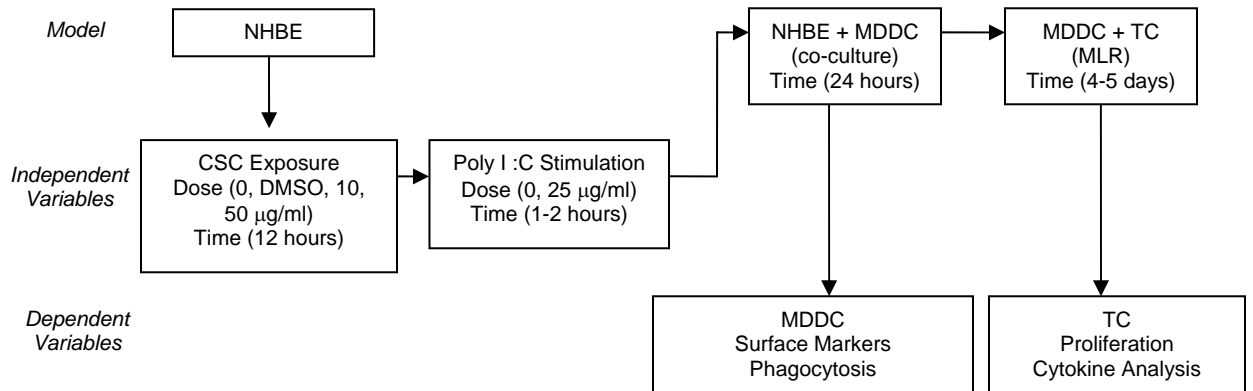 Model
NHBE
NHBE + MDDC
(co-culture)
Time (24 hours)
MDDC + TC
(MLR)
Time (4-5 days)
Independent
Variables
CSC Exposure
Dose (0, DMSO, 10,
50 μg/ml)
Time (12 hours)
Poly I :C Stimulation
Dose (0, 25 μg/ml)
Time (1-2 hours)
Dependent
Variables
MDDC
Surface Markers
Phagocytosis
TC
Proliferation
Cytokine Analysis